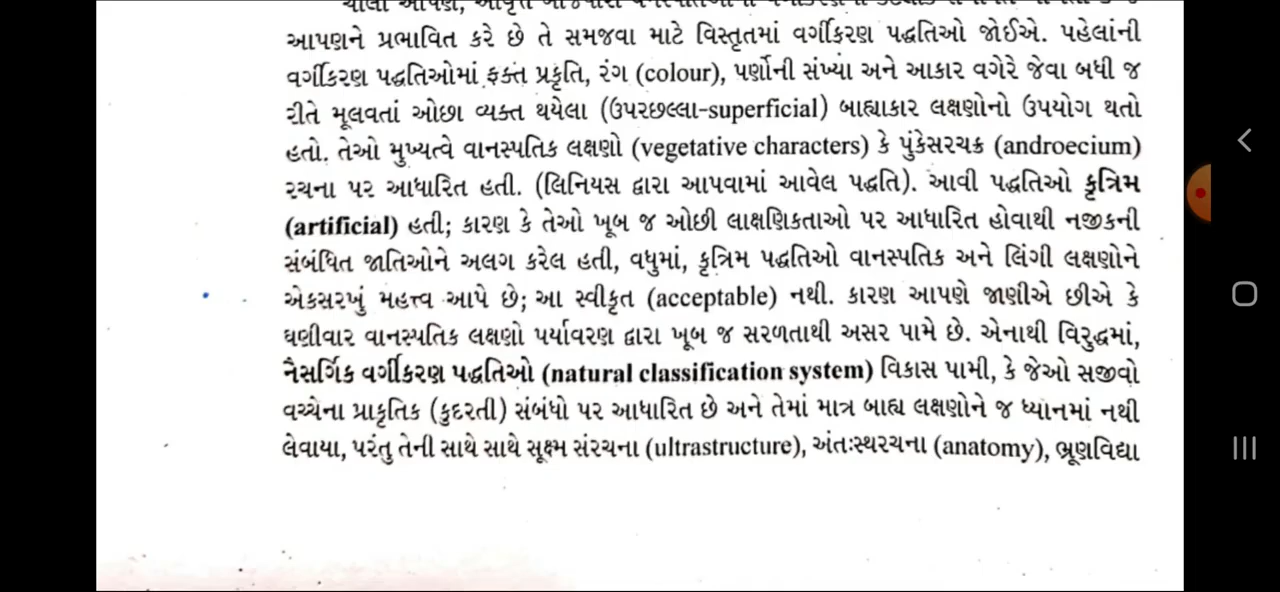 આપણને પ્રભાવિત કરે છે તે સમજવા માટે વિસ્તૃતમાં વર્ગીકરણ પદ્ધતિઓ જોઈએ. પહેલાંની
વર્ગીકરણ પદ્ધતિઓમાં ફક્ત પ્રકૃતિ, રંગ (colour), પર્ણોની સંખ્યા અને આકાર વગેરે જેવા બધી જ
રીતે મૂલવતાં ઓછા વ્યક્ત થયેલા (ઉપરછલ્લા-superficial) બાહ્યાકાર લક્ષણોનો ઉપયોગ થતો
હતો. તેઓ મુખ્યત્વે વાનસ્પતિક લક્ષણો (vegetative characters) કે પુંકેસરચક્ર (androecium)
રચના પર આધારિત હતી. (લિનિયસ દ્વારા આપવામાં આવેલ પદ્ધતિ). આવી પદ્ધતિઓ કૃત્રિમ
(artificial) હતી; કારણ કે તેઓ ખૂબ જ ઓછી લાક્ષણિકતાઓ પર આધારિત હોવાથી નજીકની
સંબંધિત જાતિઓને અલગ કરેલ હતી, વધુમાં, કૃત્રિમ પદ્ધતિઓ વાનસ્પતિક અને લિંગી લક્ષણોને
એકસરખું મહત્ત્વ આપે છે; આ સ્વીકૃત (acceptable) નથી. કારણ આપણે જાણીએ છીએ કે
ઘણીવાર વાનસ્પતિક લક્ષણો પર્યાવરણ દ્વારા ખૂબ જ સરળતાથી અસર પામે છે. એનાથી વિરુદ્ધમાં,
નૈસર્ગિક વર્ગીકરણ પદ્ધતિઓ (natural classification system) વિકાસ પામી, કે જેઓ સજીવો
વચ્ચેના પ્રાકૃતિક (કુદરતી) સંબંધો પર આધારિત છે અને તેમાં માત્ર બાહ્ય લક્ષણોને જ ધ્યાનમાં નથી
લેવાયા, પરંતુ તેની સાથે સાથે સૂક્ષ્મ સંરચના (ultrastructure), અંતઃસ્થરચના (anatomy), ભ્રૂણવિદ્યા